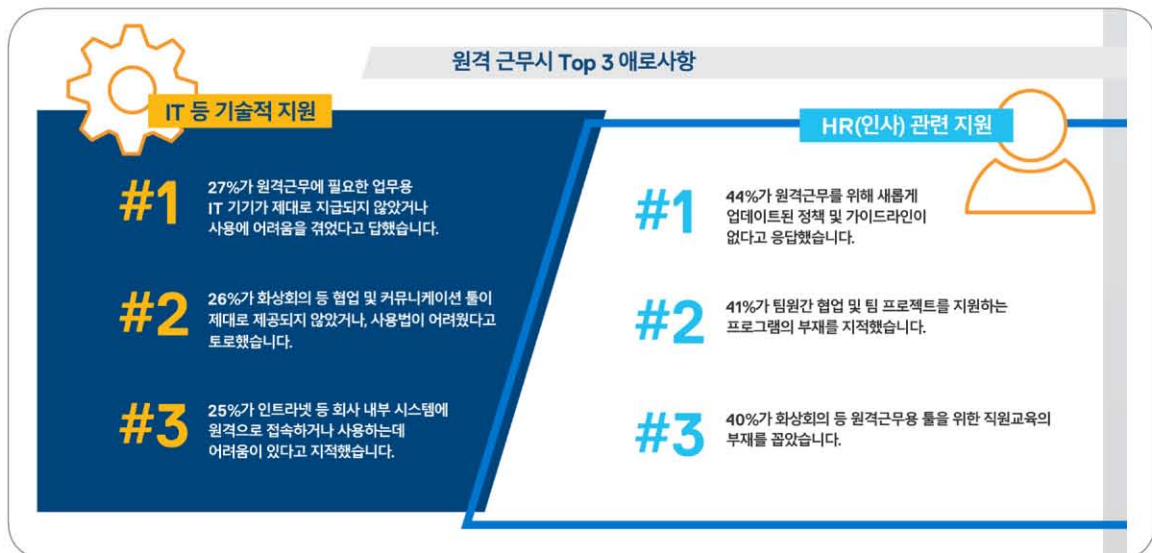 원격 근무시 Top 3 애로사항
IT 등 기술적 지원
#1
27%가 원격근무에 필요한 업무용
IT 기기가 제대로 지급되지 않았거나
사용에 어려움을 겪었다고 답했습니다.
#2
26%가 화상회의 등 협업 및 커뮤니케이션 툴이
제대로 제공되지 않았거나, 사용법이 어려웠다고
토로했습니다.
#3
25%가 인트라넷 등 회사 내부 시스템에
원격으로 접속하거나 사용하는데
어려움이 있다고 지적했습니다.
HR(인사) 관련 지원
#1
44%가 원격근무를 위해 새롭게
업데이트된 정책 및 가이드라인이
없다고 응답했습니다.
#2
41%가 팀원간 협업 및 팀 프로젝트를 지원하는
프로그램의 부재를 지적했습니다.
#3
40%가 화상회의 등 원격근무용 툴을 위한 직원교육의
부재를 꼽았습니다.